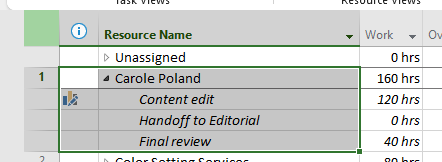 Task Views Resource Views
Resource Name Work Ov
Unassigned 0 hrs
1 Carole Poland 160 hrs
Content edit 120 hrs
Handoff to Editorial 0 hrs
Final review 40 hrs
2 Color Setting Services 80 hrs